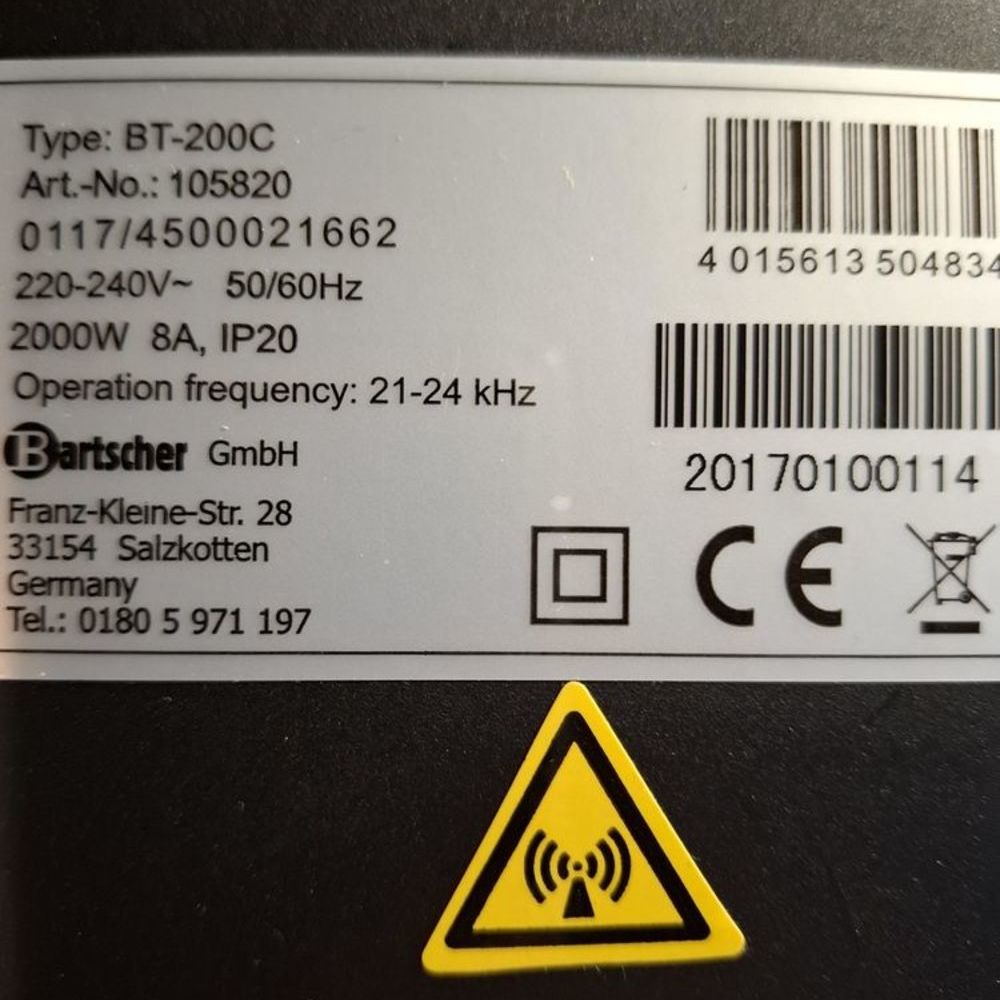 Type: BT-200C
Art.-No.: 105820
0117/4500021662
220-240V~ 50/60Hz
2000W 8A, IP20
Operation frequency: 21-24 kHz
Bartscher GmbH
Franz-Kleine-Str. 28
33154 Salzkotten
Germany
Tel.: 0180 5 971 197
4 015613 504834
20170100114
CE